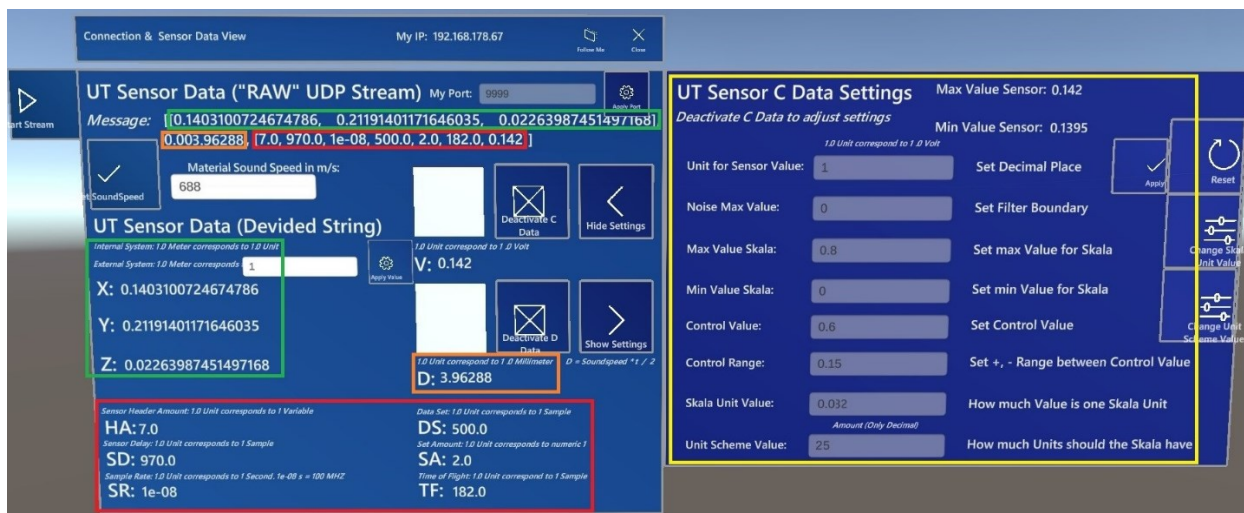 Connection & Sensor Data View My IP: 192.168.178.67
Follow Me Close
art Stream
UT Sensor Data ("RAW" UDP Stream) My Port: 9999
Apply Port
Message: [[0.1403100724674786, 0.21191401171646035, 0.02263987451497168],
0.003.96288, [7.0, 970.0, 1e-08, 500.0, 2.0, 182.0, 0.142 ]
Material Sound Speed in m/s:
688
et SoundSpeed
Deactivate C
Data
Hide Settings
UT Sensor Data (Devided String)
Internal System: 1.0 Meter corresponds to 1.0 Unit
External System: 1.0 Meter corresponds 1
Apply Value
1.0 Unit correspond to 1 .0 Volt
V: 0.142
X: 0.1403100724674786
Y: 0.21191401171646035
Z: 0.02263987451497168
Deactivate D
Data
Show Settings
1.0 Unit correspond to 1 .0 Millimeter D = Soundspeed *t / 2
D: 3.96288
Sensor Header Amount: 1.0 Unit corresponds to 1 Variable
HA: 7.0
Sensor Delay: 1.0 Unit corresponds to 1 Sample
SD: 970.0
Sample Rate: 1.0 Unit corresponds to 1 Second. 1e-08 s = 100 MHZ
SR: 1e-08
Data Set: 1.0 Unit corresponds to 1 Sample
DS: 500.0
Set Amount: 1.0 Unit corresponds to numeric 1
SA: 2.0
Time of Flight: 1.0 Unit correspond to 1 Sample
TF: 182.0
UT Sensor C Data Settings Max Value Sensor: 0.142
Deactivate C Data to adjust settings
Min Value Sensor: 0.1395
1.0 Unit correspond to 1 .0 Volt
Unit for Sensor Value: 1 Set Decimal Place
Apply
Reset
Noise Max Value: 0 Set Filter Boundary
Max Value Skala: 0.8 Set max Value for Skala
Change Skal
Unit Value
Min Value Skala: 0 Set min Value for Skala
Control Value: 0.6 Set Control Value
Change Unit
Scheme Value
Control Range: 0.15 Set +, - Range between Control Value
Skala Unit Value: 0.032 How much Value is one Skala Unit
Amount (Only Decimal)
Unit Scheme Value: 25 How much Units should the Skala have